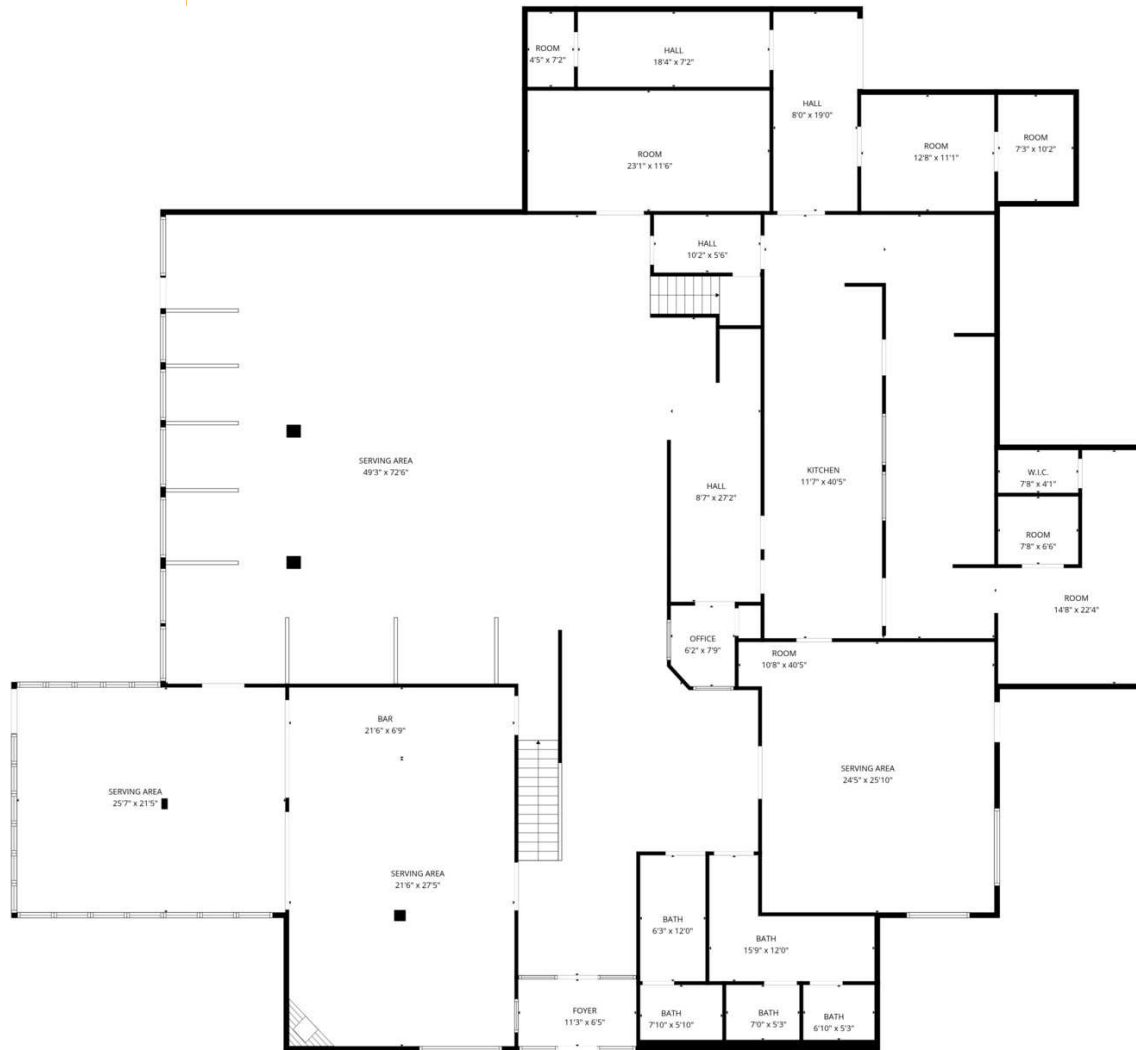 ROOM
4'5" x 7'2"
HALL
18'4" x 7'2"
HALL
8'0" x 19'0"
ROOM
23'1" x 11'6"
ROOM
12'8" x 11'1"
ROOM
7'3" x 10'2"
HALL
10'2" x 5'6"
SERVING AREA
49'3" x 72'6"
KITCHEN
11'7" x 40'5"
HALL
8'7" x 27'2"
W.I.C.
7'8" x 4'1"
ROOM
7'8" x 6'6"
ROOM
14'8" x 22'4"
OFFICE
6'2" x 7'9"
ROOM
10'8" x 40'5"
BAR
21'6" x 6'9"
SERVING AREA
25'7" x 21'5"
SERVING AREA
24'5" x 25'10"
SERVING AREA
21'6" x 27'5"
BATH
6'3" x 12'0"
BATH
15'9" x 12'0"
FOYER
11'3" x 6'5"
BATH
7'10" x 5'10"
BATH
7'0" x 5'3"
BATH
6'10" x 5'3"